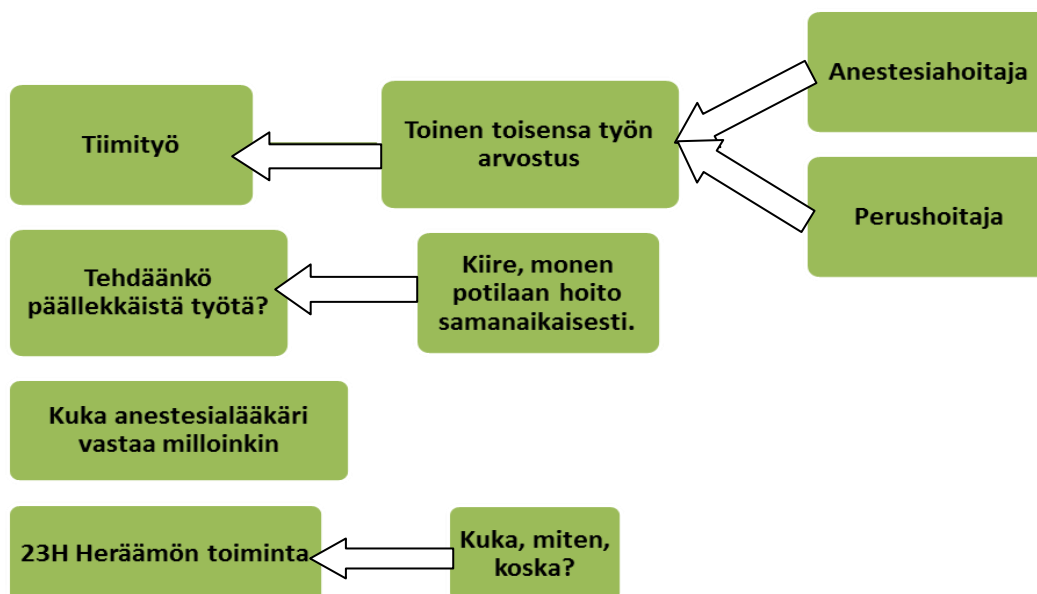 Anestesiahoitaja
Tiimityö
Toinen toisensa työn
arvostus
Perushoitaja
Tehdäänkö
päällekkäistä työtä?
Kiire, monen
potilaan hoito
samanaikaisesti.
Kuka anestesialääkäri
vastaa milloinkin
23H Heräämön toiminta
Kuka, miten,
koska?